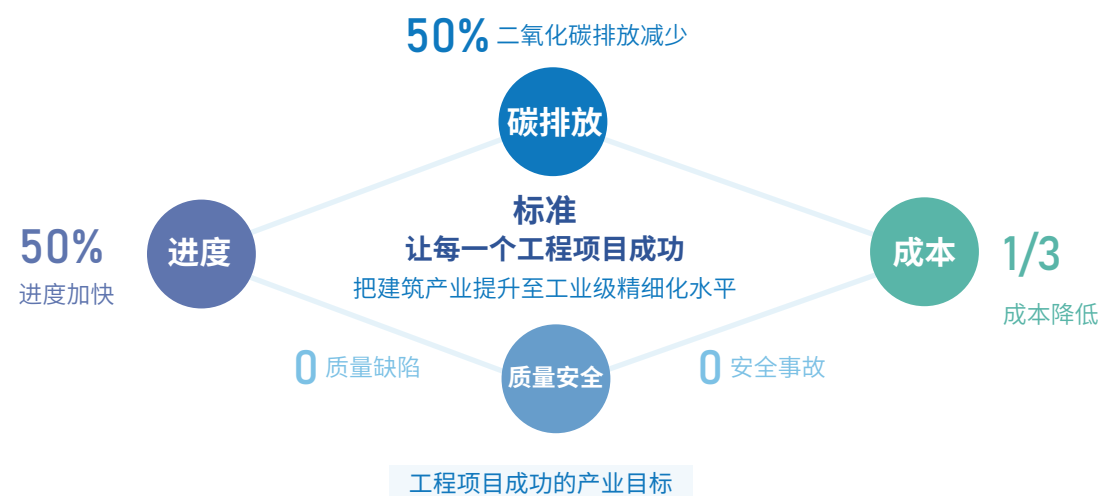 50% 二氧化碳排放减少
碳排放
标准
让每一个工程项目成功
把建筑产业提升至工业级精细化水平
进度
50%
进度加快
成本
1/3
成本降低
0 质量缺陷
质量安全
0 安全事故
工程项目成功的产业目标